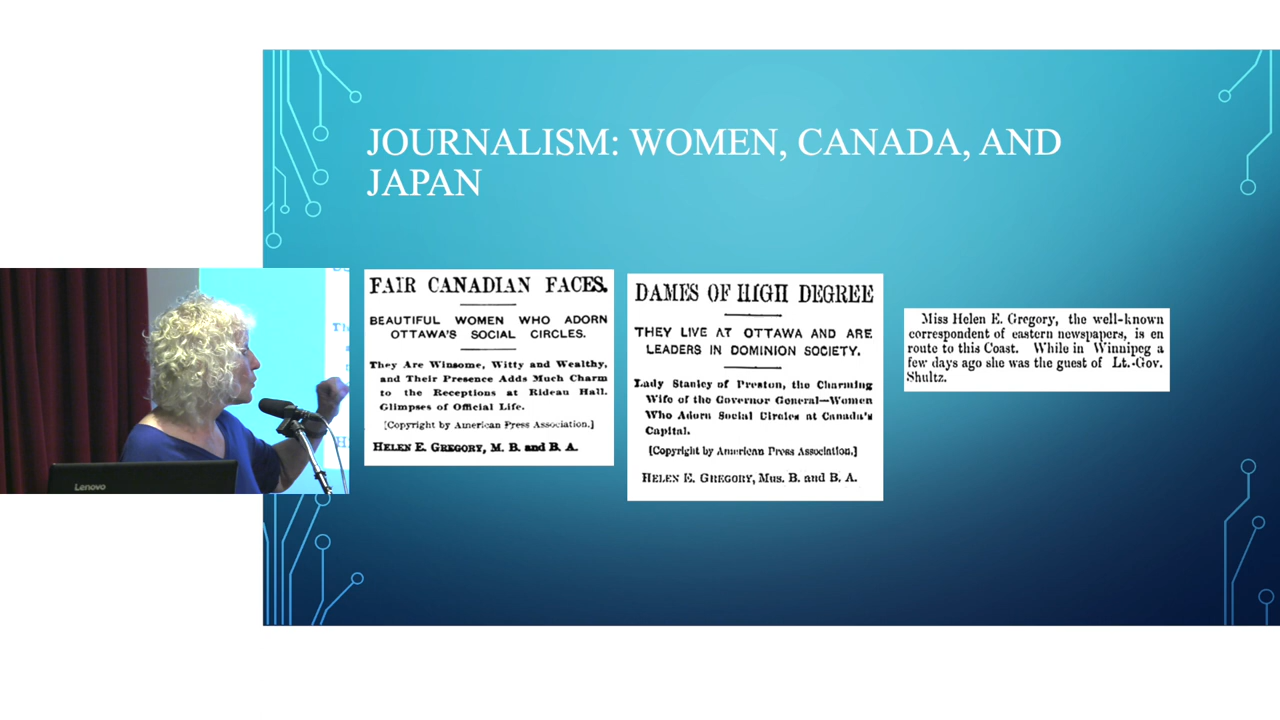 JOURNALISM: WOMEN, CANADA, AND
JAPAN
FAIR CANADIAN FACES.
BEAUTIFUL WOMEN WHO ADORN
OTTAWA'S SOCIAL CIRCLES.
They Are Winsome, Witty and Wealthy,
and Their Presence Adds Much Charm
to the Receptions at Rideau Hall.
Glimpses of Official Life.
[Copyright by American Press Association.]
HELEN E. GREGORY, M. B. and B. A.
DAMES OF HIGH DEGREE
THEY LIVE AT OTTAWA AND ARE
LEADERS IN DOMINION SOCIETY.
Lady Stanley of Preston, the Charming
Wife of the Governor General—Women
Who Adorn Social Circles at Canada's
Capital.
[Copyright by American Press Association.]
HELEN E. GREGORY, Mus. B. and B. A.
Miss Helen E. Gregory, the well-known
correspondent of eastern newspapers, is en
route to this Coast. While in Winnipeg a
few days ago she was the guest of Lt.-Gov.
Shultz.
Lenovo